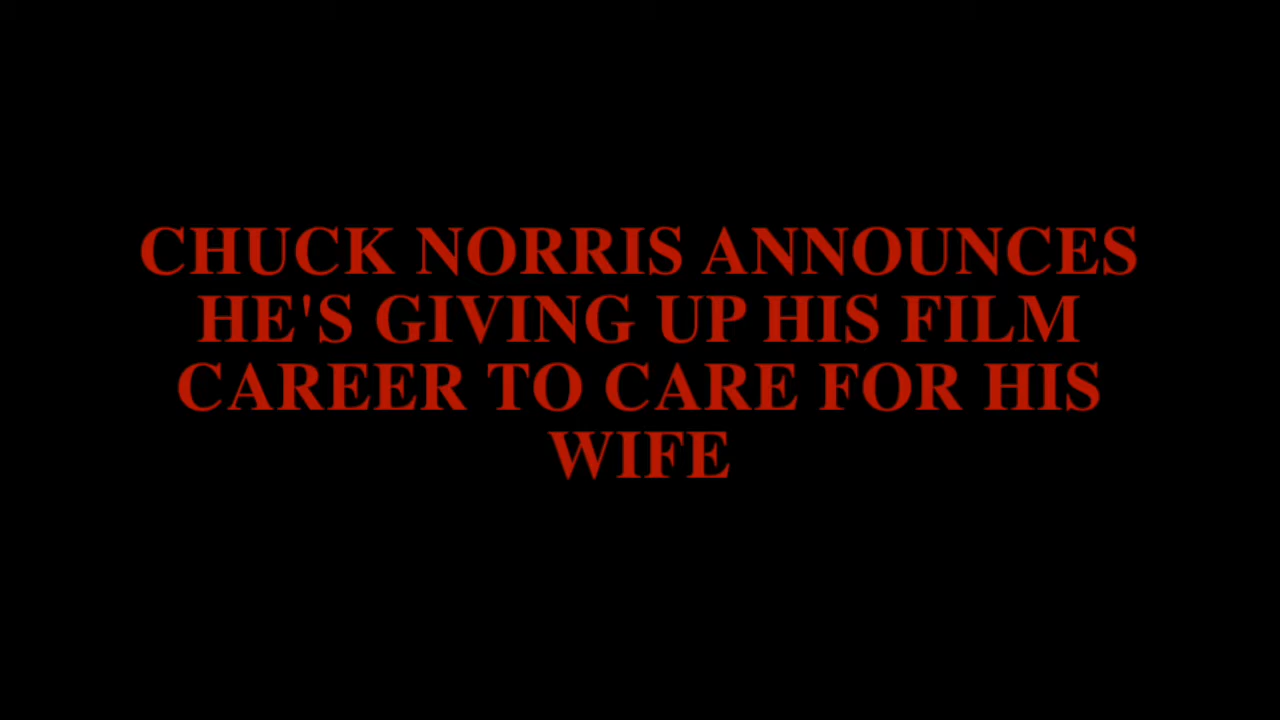 CHUCK NORRIS ANNOUNCES
HE'S GIVING UP HIS FILM
CAREER TO CARE FOR HIS
WIFE